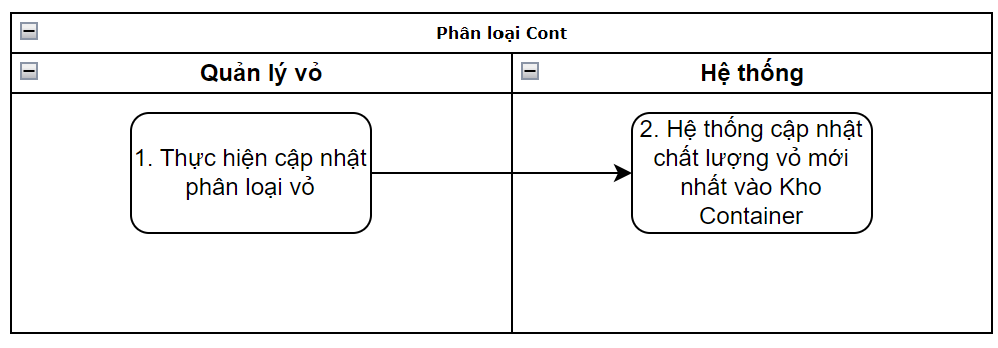 Phân loại Cont
Quản lý vỏ
Hệ thống
1. Thực hiện cập nhật
phân loại vỏ
2. Hệ thống cập nhật
chất lượng vỏ mới
nhất vào Kho
Container